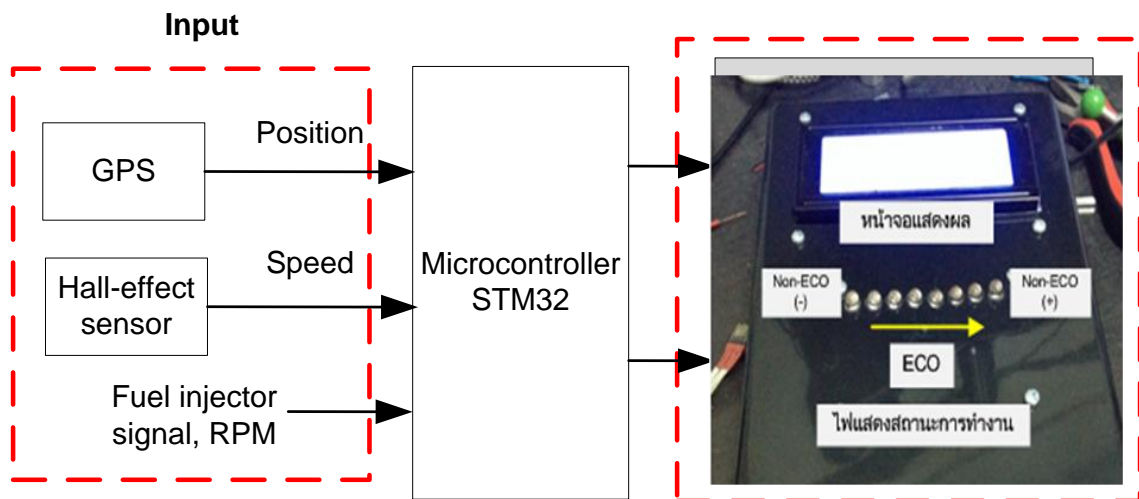 Input
GPS
Position
Hall-effect
sensor
Speed
Fuel injector
signal, RPM
Microcontroller
STM32
หน้าจอแสดงผล
Non-ECO
(-)
Non-ECO
(+)
ECO
ไฟแสดงสถานะการทำงาน